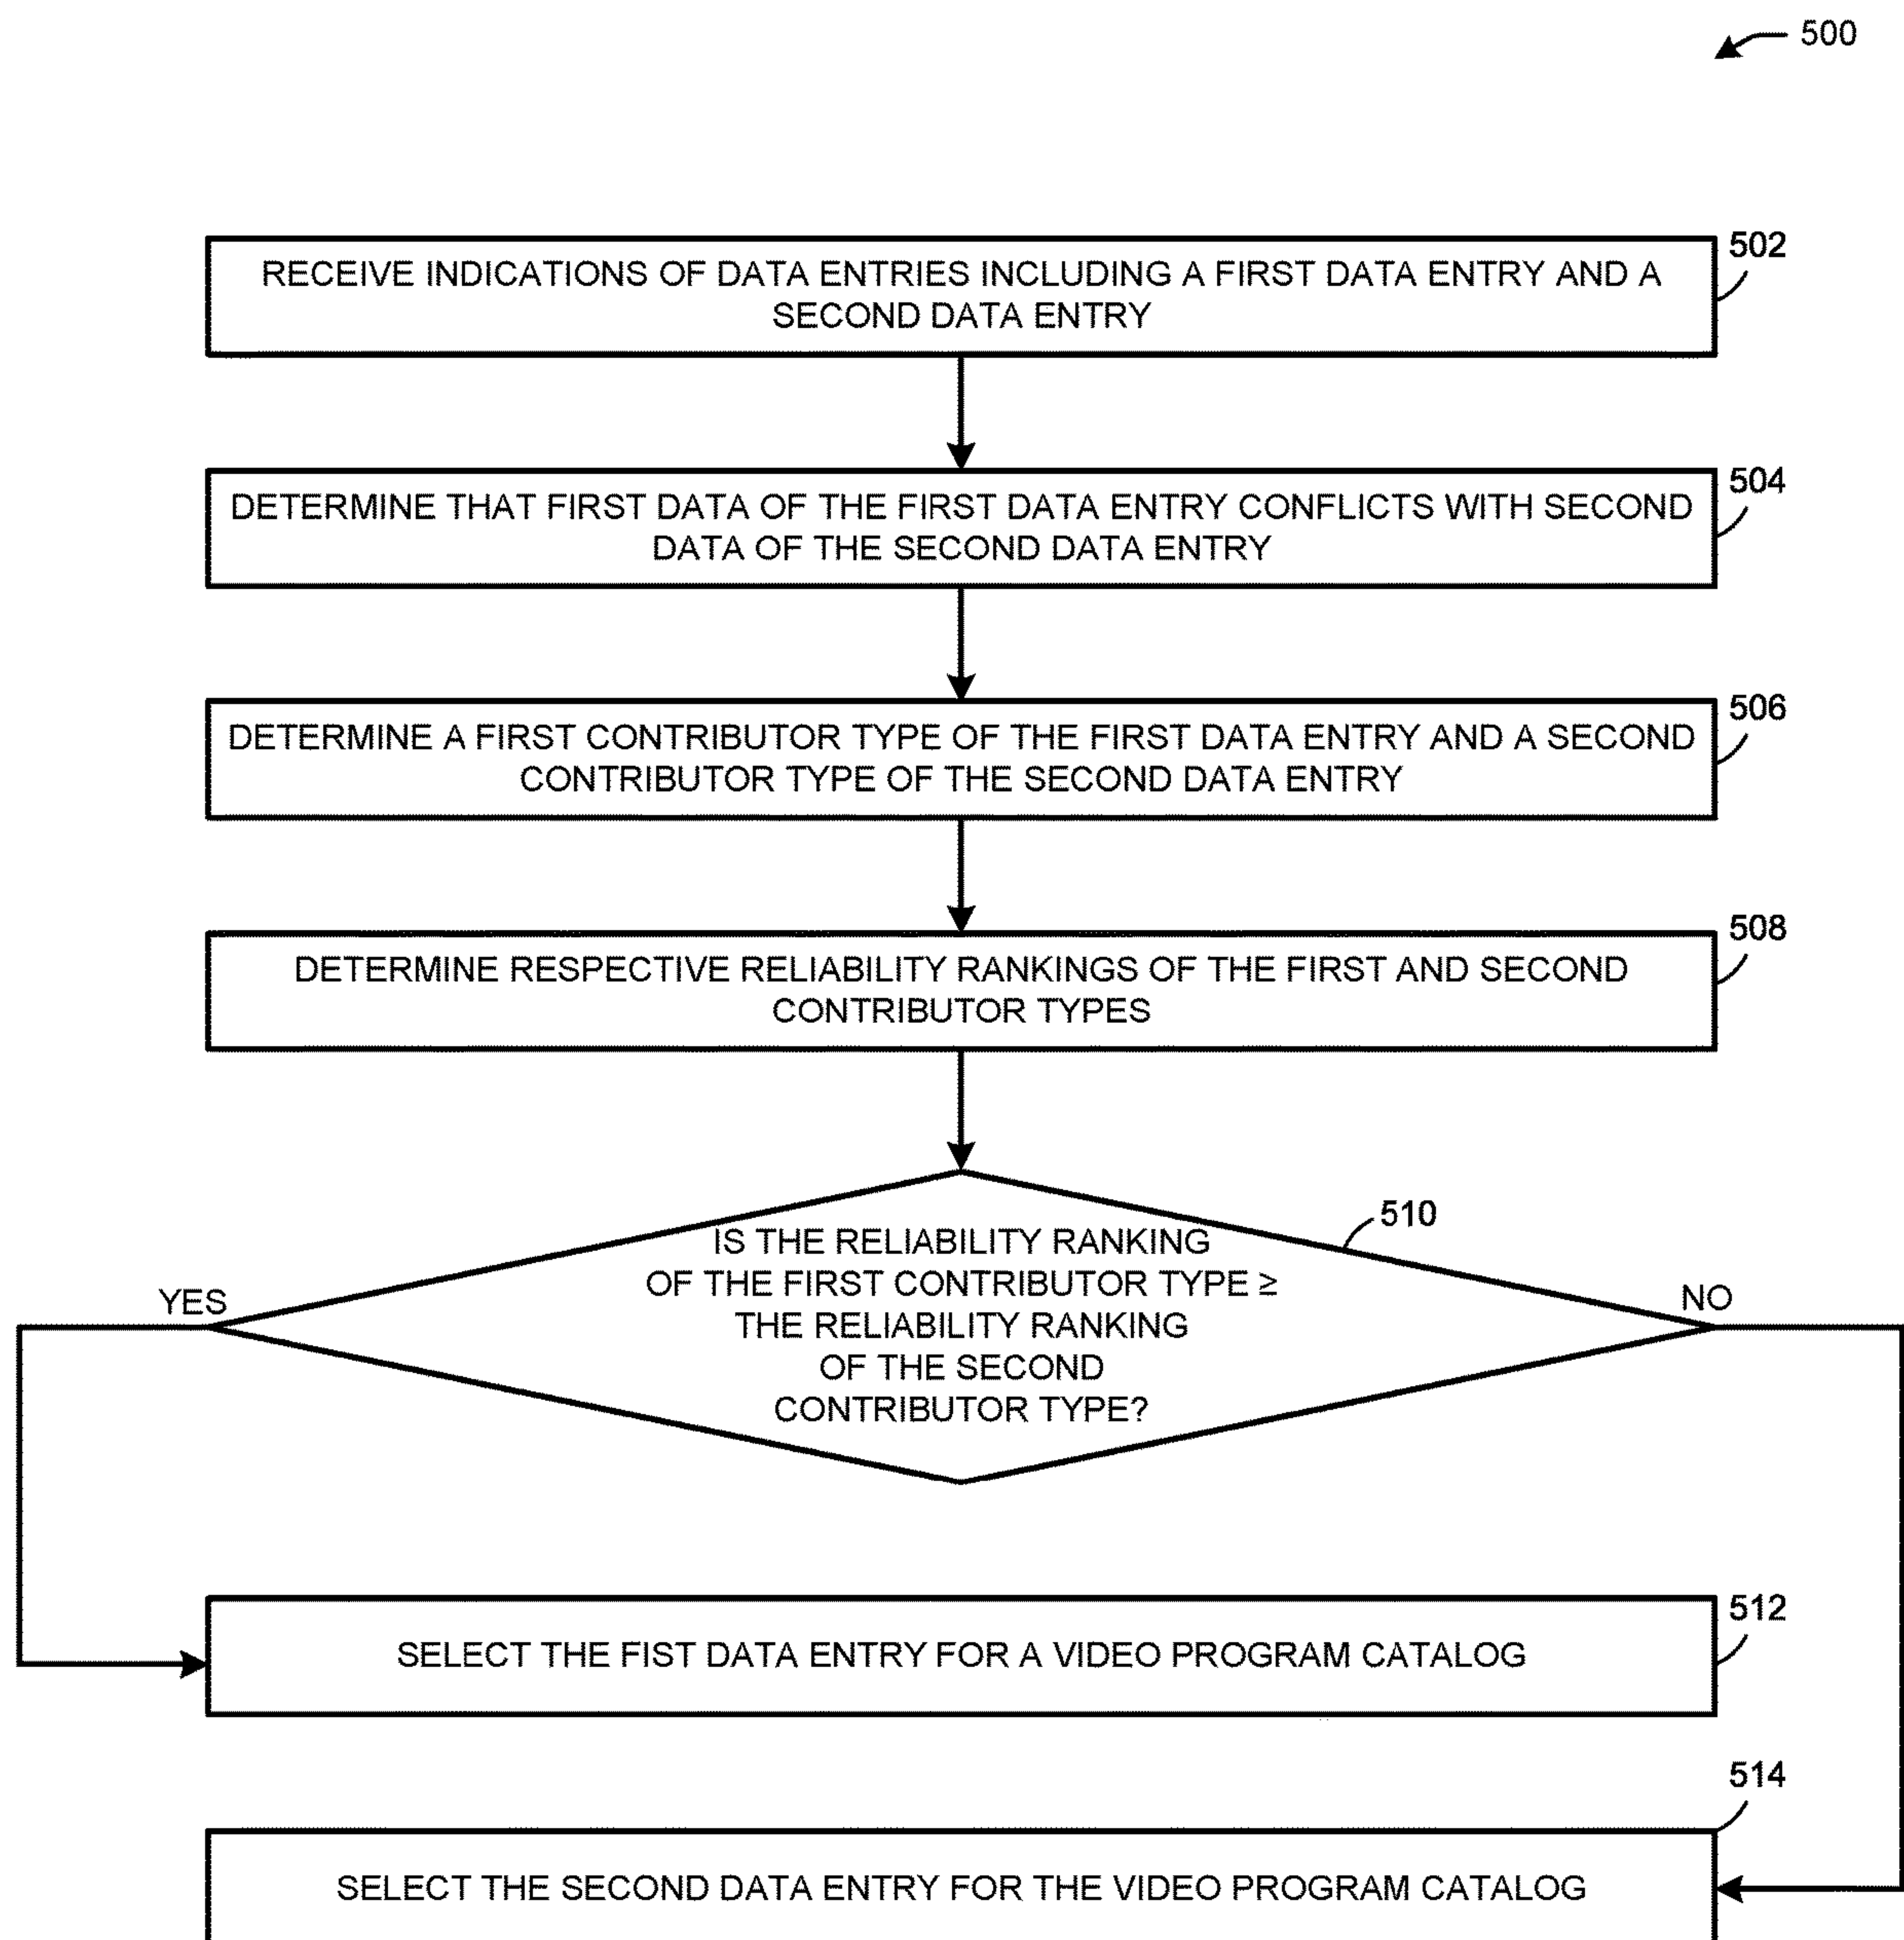 500
502
RECEIVE INDICATIONS OF DATA ENTRIES INCLUDING A FIRST DATA ENTRY AND A
SECOND DATA ENTRY
504
DETERMINE THAT FIRST DATA OF THE FIRST DATA ENTRY CONFLICTS WITH SECOND
DATA OF THE SECOND DATA ENTRY
506
DETERMINE A FIRST CONTRIBUTOR TYPE OF THE FIRST DATA ENTRY AND A SECOND
CONTRIBUTOR TYPE OF THE SECOND DATA ENTRY
508
DETERMINE RESPECTIVE RELIABILITY RANKINGS OF THE FIRST AND SECOND
CONTRIBUTOR TYPES
510
IS THE RELIABILITY RANKING
OF THE FIRST CONTRIBUTOR TYPE ≥
THE RELIABILITY RANKING
OF THE SECOND
CONTRIBUTOR TYPE?
YES
NO
512
SELECT THE FIST DATA ENTRY FOR A VIDEO PROGRAM CATALOG
514
SELECT THE SECOND DATA ENTRY FOR THE VIDEO PROGRAM CATALOG